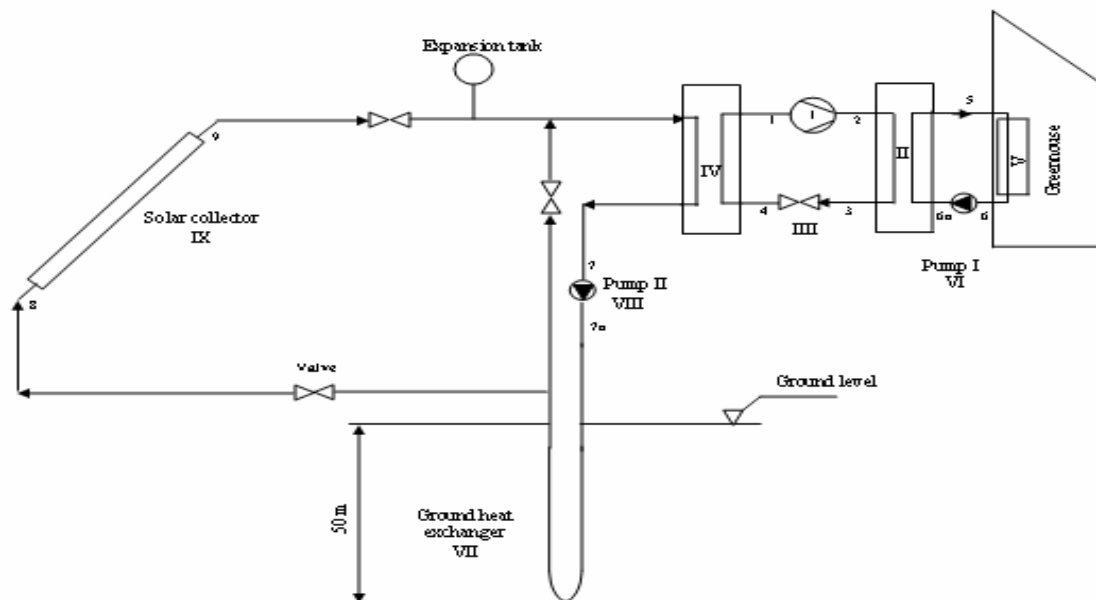 Expansion tank
9
1
I
2
5
IV
II
V
Greenhouse
Solar collector
IX
4
IIII
3
6a
6
7
Pump II
VIII
Pump I
VI
8
7a
Valve
Ground level
50 m
Ground heat
exchanger
VII